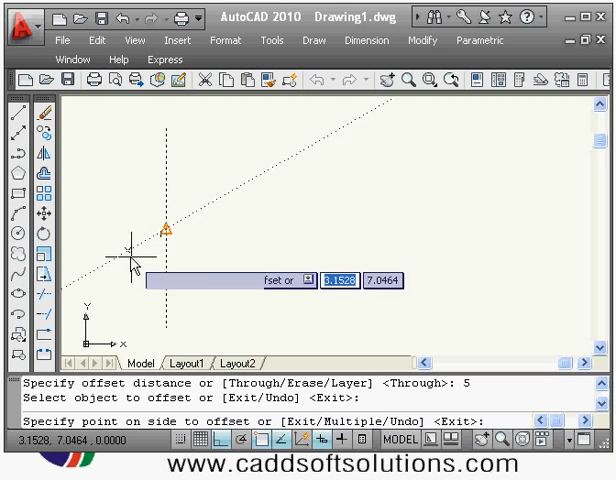 AutoCAD 2010 Drawing1.dwg
File Edit View Insert Format Tools Draw Dimension Modify Parametric
Window Help Express
fset or 3.1528 7.0464
Y
X
Model Layout1 Layout2
Specify offset distance or [Through/Erase/Layer] <Through>: 5
Select object to offset or [Exit/Undo] <Exit>:
Specify point on side to offset or [Exit/Multiple/Undo] <Exit>:
3.1528, 7.0464, 0.0000 MODEL
www.caddsoftsolutions.com